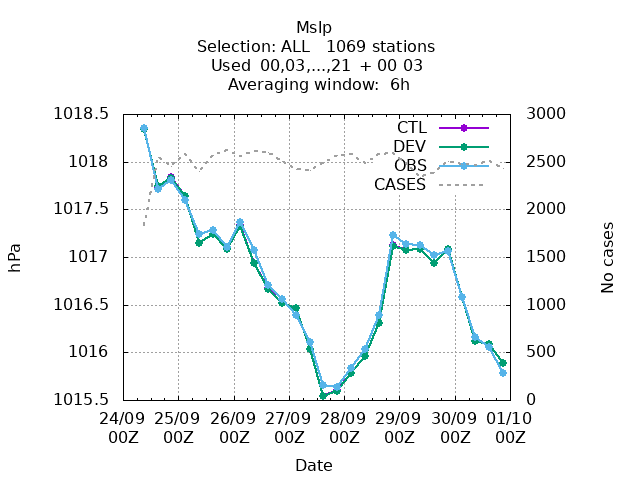 Mslp
Selection: ALL 1069 stations
Used 00,03,...,21 + 00 03
Averaging window: 6h
1018.5
1018
1017.5
1017
1016.5
1016
1015.5
3000
2500
2000
1500
1000
500
0
CTL
DEV
OBS
CASES
hPa
No cases
24/09 25/09 26/09 27/09 28/09 29/09 30/09 01/10
00Z 00Z 00Z 00Z 00Z 00Z 00Z 00Z
Date